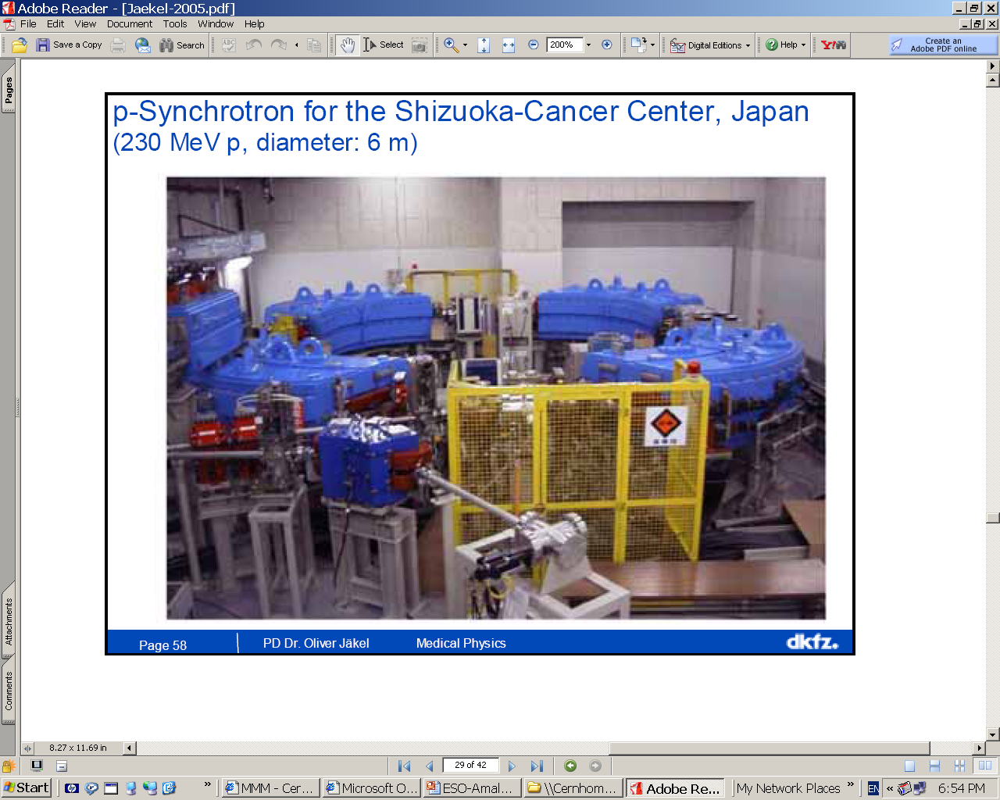 Adobe Reader - [Jaekel-2005.pdf]
File Edit View Document Tools Window Help
Save a Copy Search Select 200% Digital Editions Help Y! Create an
Adobe PDF online
Pages
p-Synchrotron for the Shizuoka-Cancer Center, Japan
(230 MeV p, diameter: 6 m)
Page 58 PD Dr. Oliver Jäkel Medical Physics dkfz.
Attachments
Comments
8.27 x 11.69 in
29 of 42
Start MMM - Cer... Microsoft O... ESO-Amal... \\Cernhom... Adobe Re... My Network Places EN 6:54 PM